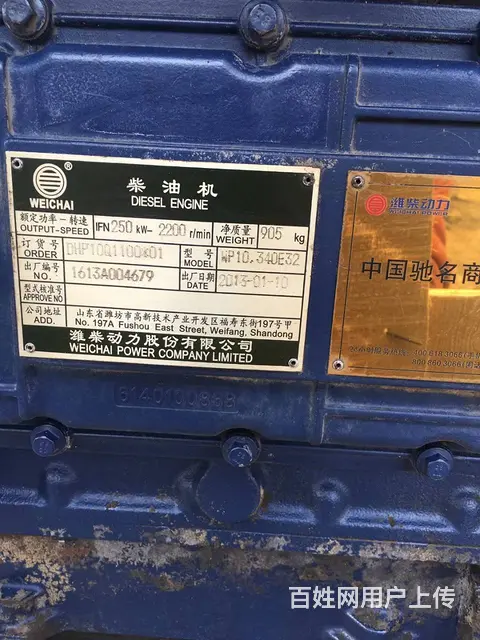 WEICHAI
柴油机
DIESEL ENGINE
额定功率－转速 OUTPUT-SPEED IFN 250 kW- 2200 r/min 净质量 WEIGHT 905 kg
订货号 ORDER DHP10Q1100*01 型号 MODEL WP10.340E32
出厂编号 NO. 1613A004679 出厂日期 DATE 2013-01-10
型式核准号 APPROVE NO
公司地址 ADD. 山东省潍坊市高新技术产业开发区福寿东街197号甲
No. 197A Fushou East Street, Weifang, Shandong
潍柴动力股份有限公司
WEICHAI POWER COMPANY LIMITED
潍柴动力
WEICHAI POWER
中国驰名商
百姓网用户上传